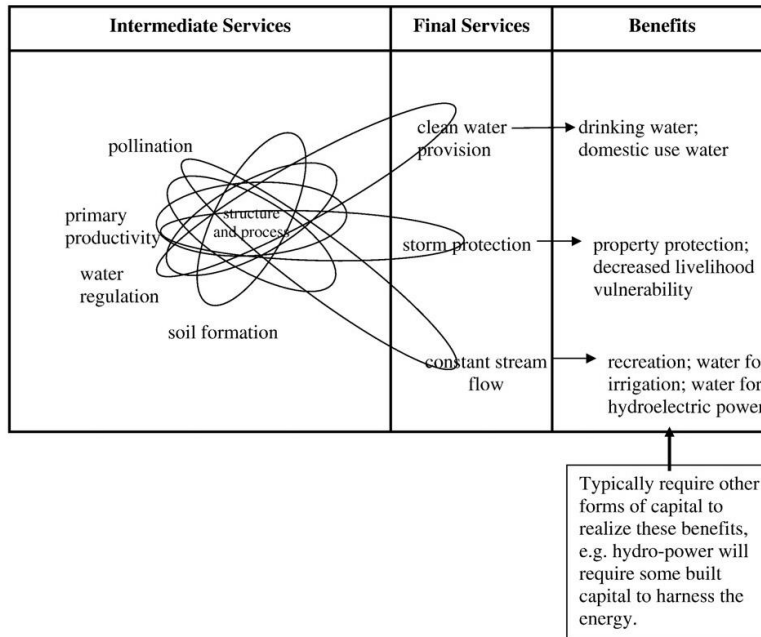 Intermediate Services
Final Services
Benefits
pollination
primary
productivity
water
regulation
soil formation
structure
and process
clean water
provision
storm protection
constant stream
flow
drinking water;
domestic use water
property protection;
decreased livelihood
vulnerability
recreation; water fo
irrigation; water for
hydroelectric power
Typically require other
forms of capital to
realize these benefits,
e.g. hydro-power will
require some built
capital to harness the
energy.